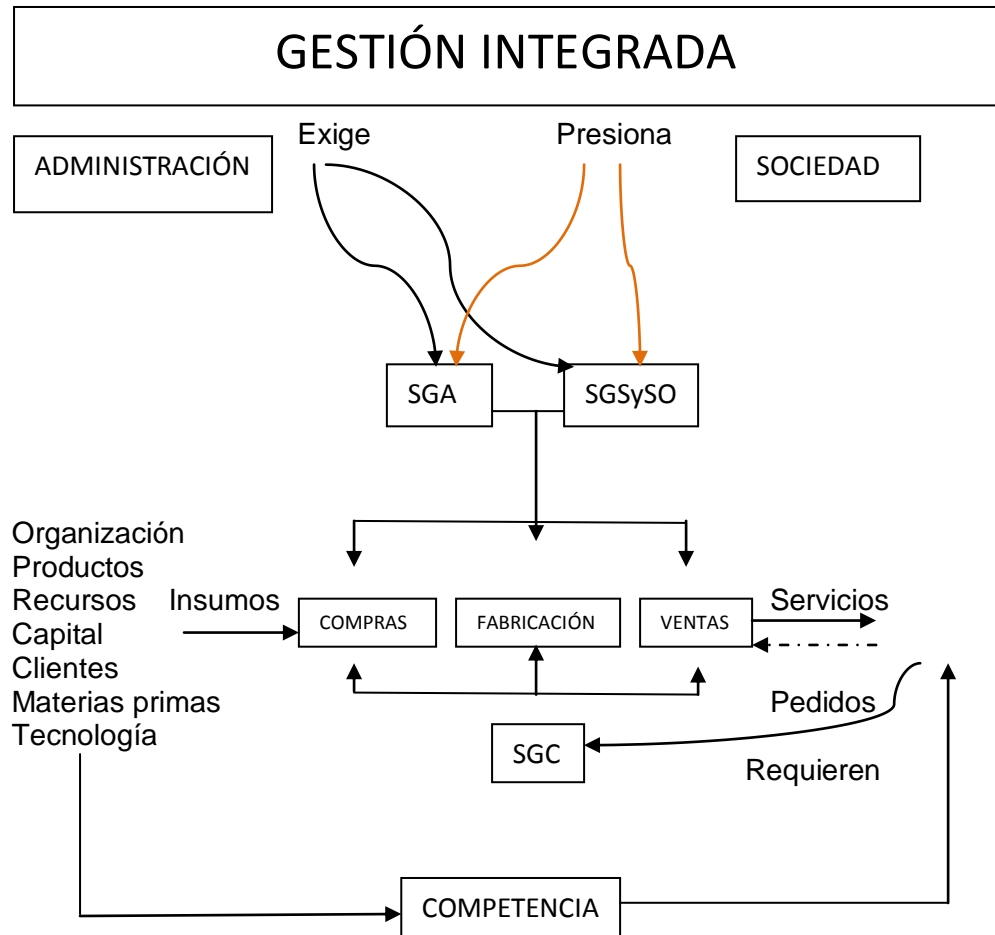 GESTIÓN INTEGRADA
Exige
Presiona
ADMINISTRACIÓN
SOCIEDAD
SGA
SGSySO
Organización
Productos
Recursos
Capital
Clientes
Materias primas
Tecnología
Insumos
COMPRAS
FABRICACIÓN
VENTAS
Servicios
Pedidos
SGC
Requieren
COMPETENCIA